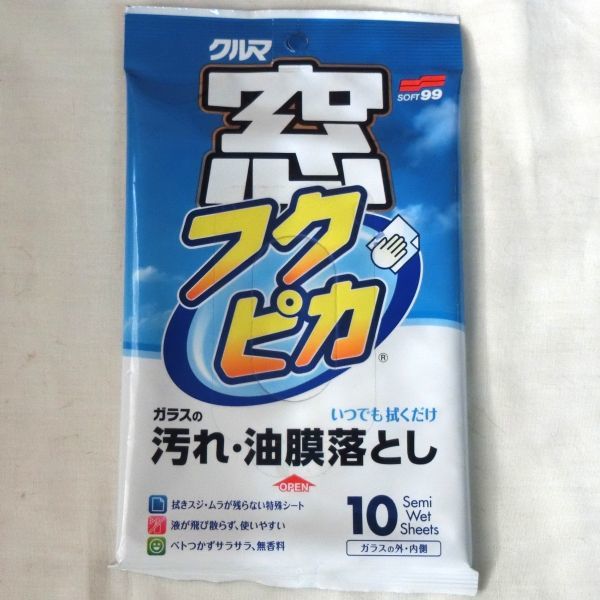 クルマ
窓
SOFT99
フク
ピカ
®
ガラスの
いつでも拭くだけ
汚れ・油膜落とし
OPEN
拭きスジ・ムラが残らない特殊シート
液が飛び散らず、使いやすい
ベトつかずサラサラ、無香料
10
Semi
Wet
Sheets
ガラスの外・内側